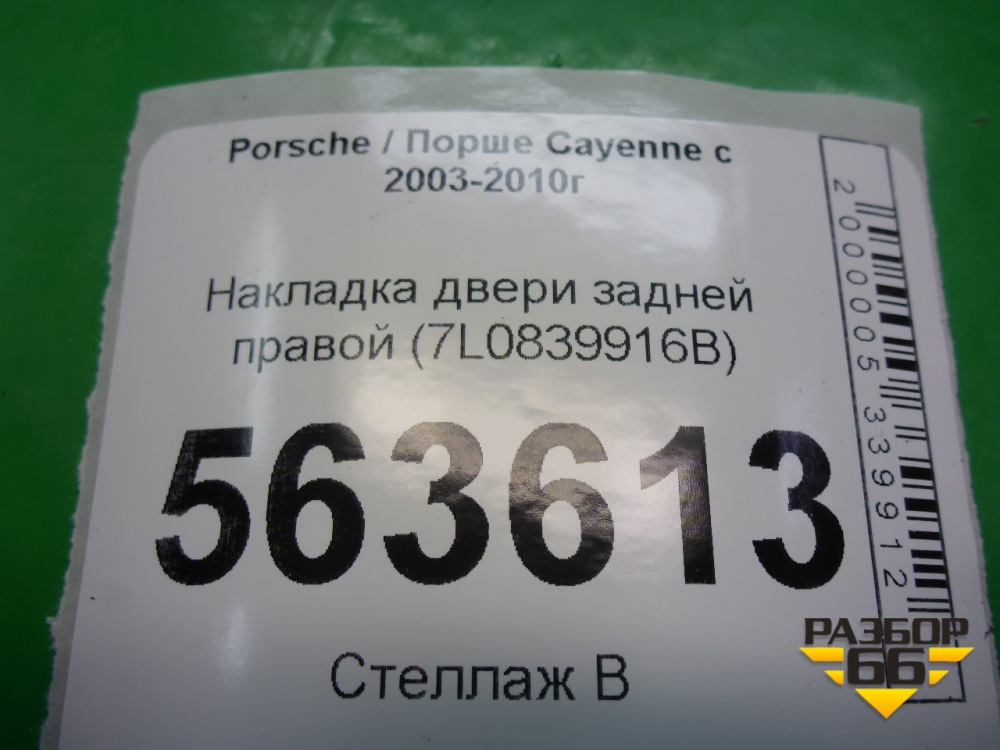 Porsche / Порше Cayenne с
2003-2010г
Накладка двери задней
правой (7L0839916B)
563613
Стеллаж В
2000005339912
РАЗБОР
66